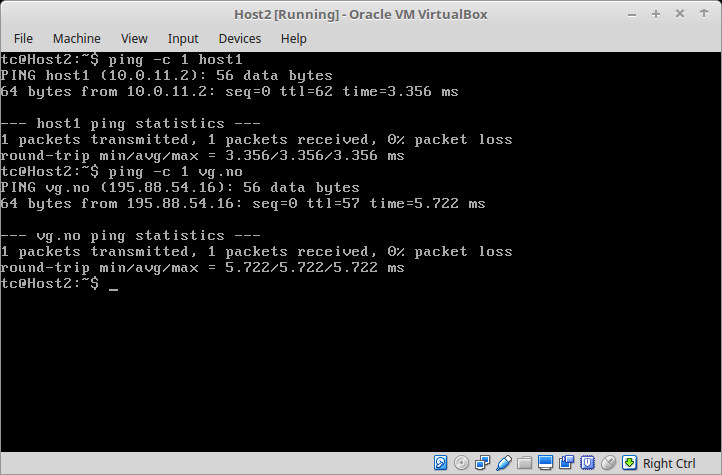 Host2 [Running] - Oracle VM VirtualBox
File Machine View Input Devices Help
tc@Host2:~$ ping -c 1 host1
PING host1 (10.0.11.2): 56 data bytes
64 bytes from 10.0.11.2: seq=0 ttl=62 time=3.356 ms
--- host1 ping statistics ---
1 packets transmitted, 1 packets received, 0% packet loss
round-trip min/avg/max = 3.356/3.356/3.356 ms
tc@Host2:~$ ping -c 1 vg.no
PING vg.no (195.88.54.16): 56 data bytes
64 bytes from 195.88.54.16: seq=0 ttl=57 time=5.722 ms
--- vg.no ping statistics ---
1 packets transmitted, 1 packets received, 0% packet loss
round-trip min/avg/max = 5.722/5.722/5.722 ms
tc@Host2:~$ _
Right Ctrl